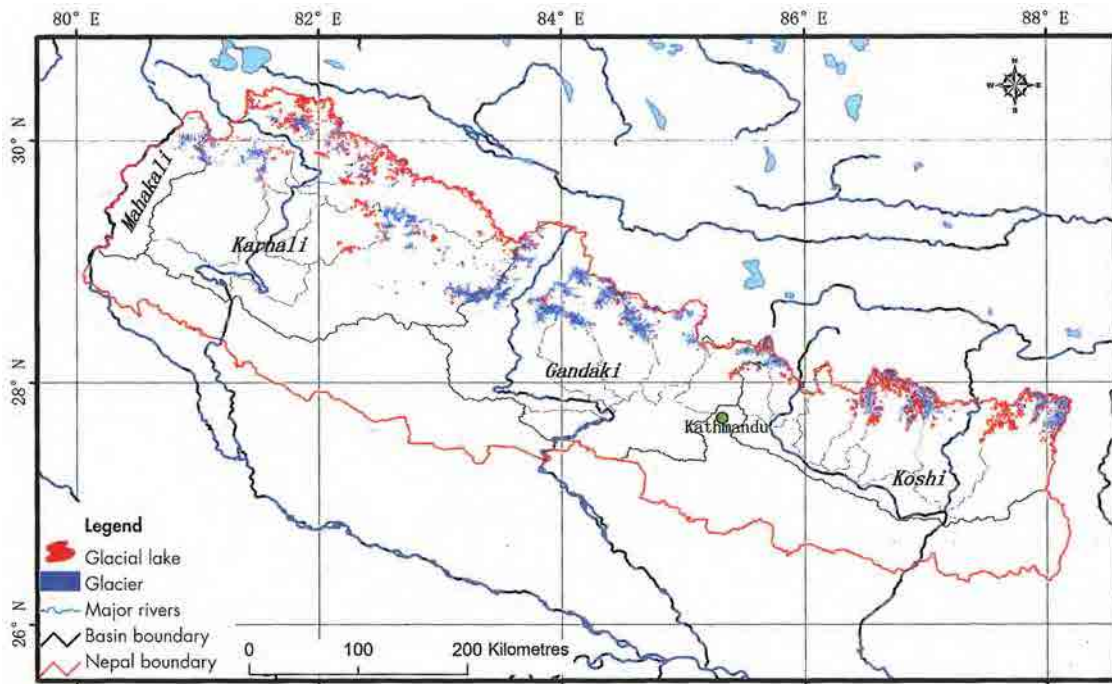 80° E 82° E 84° E 86° E 88° E
N
W E
S
30 N
28 N
26° N
Mahakali
Karnali
Gandaki
Kathmandu
Koshi
Legend
Glacial lake
Glacier
Major rivers
Basin boundary
Nepal boundary
0 100 200 Kilometres